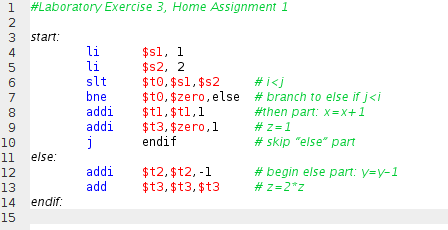 1 #Laboratory Exercise 3, Home Assignment 1
2
3 start:
4 li $s1, 1
5 li $s2, 2
6 slt $t0,$s1,$s2 # i<j
7 bne $t0,$zero,else # branch to else if j<i
8 addi $t1,$t1,1 #then part: x=x+1
9 addi $t3,$zero,1 # z=1
10 j endif # skip "else" part
11 else:
12 addi $t2,$t2,-1 # begin else part: y=y-1
13 add $t3,$t3,$t3 # z=2*z
14 endif:
15